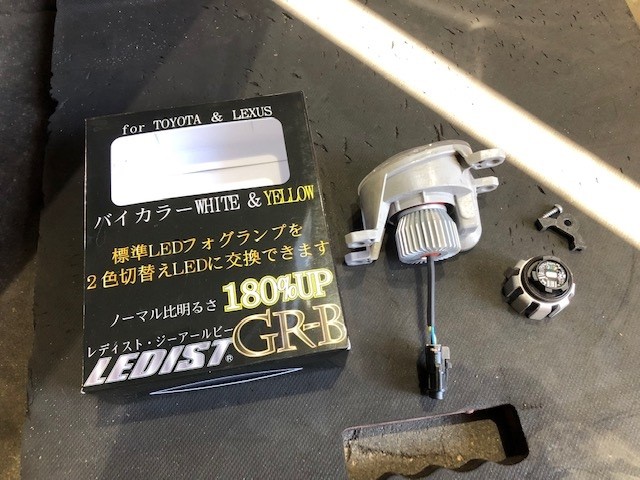 for TOYOTA & LEXUS
バイカラーWHITE & YELLOW
標準LEDフォグランプを
2色切替えLEDに交換できます
ノーマル比明るさ 180%UP
レディスト・ジーアールビー
LEDIST® GR-B